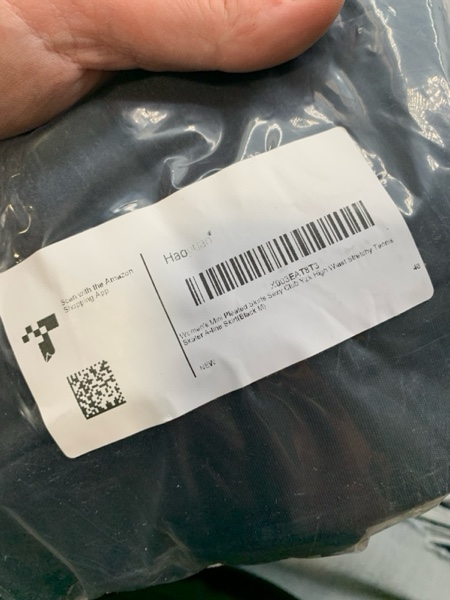 Scan with the Amazon
Shopping App
X003EAT8T3
Women's Mini Pleated Skirts Sexy Club Y2k High Waist Stretchy Tennis
Skater A-line Skirt(Black M)
NEW